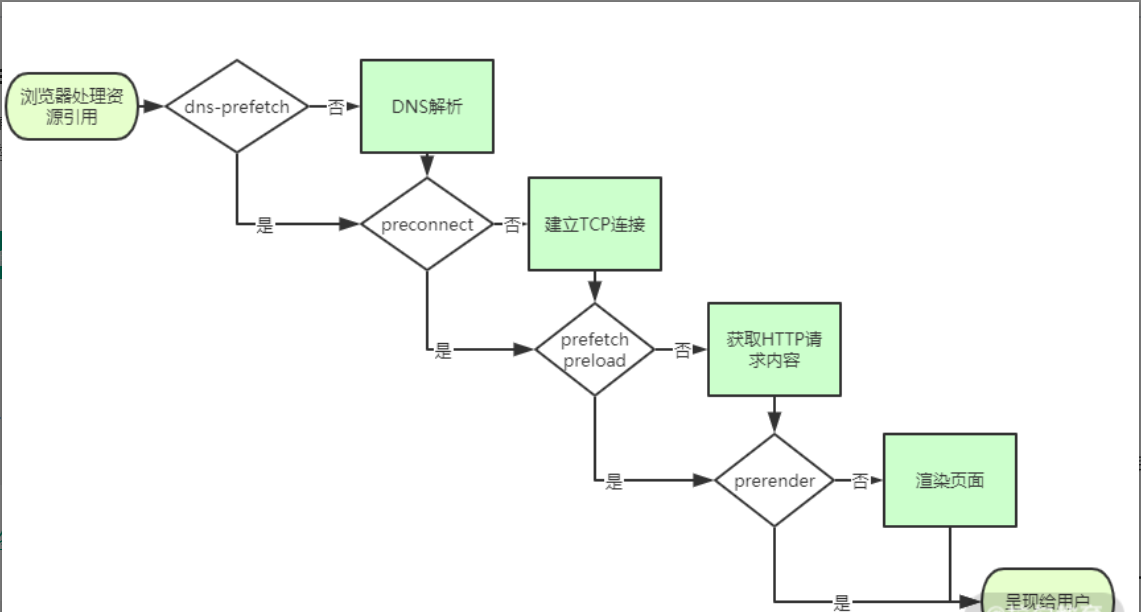 浏览器处理资
源引用
dns-prefetch
否
DNS解析
是
preconnect
否
建立TCP连接
是
prefetch
preload
否
获取HTTP请
求内容
是
prerender
否
渲染页面
是
呈现给用户